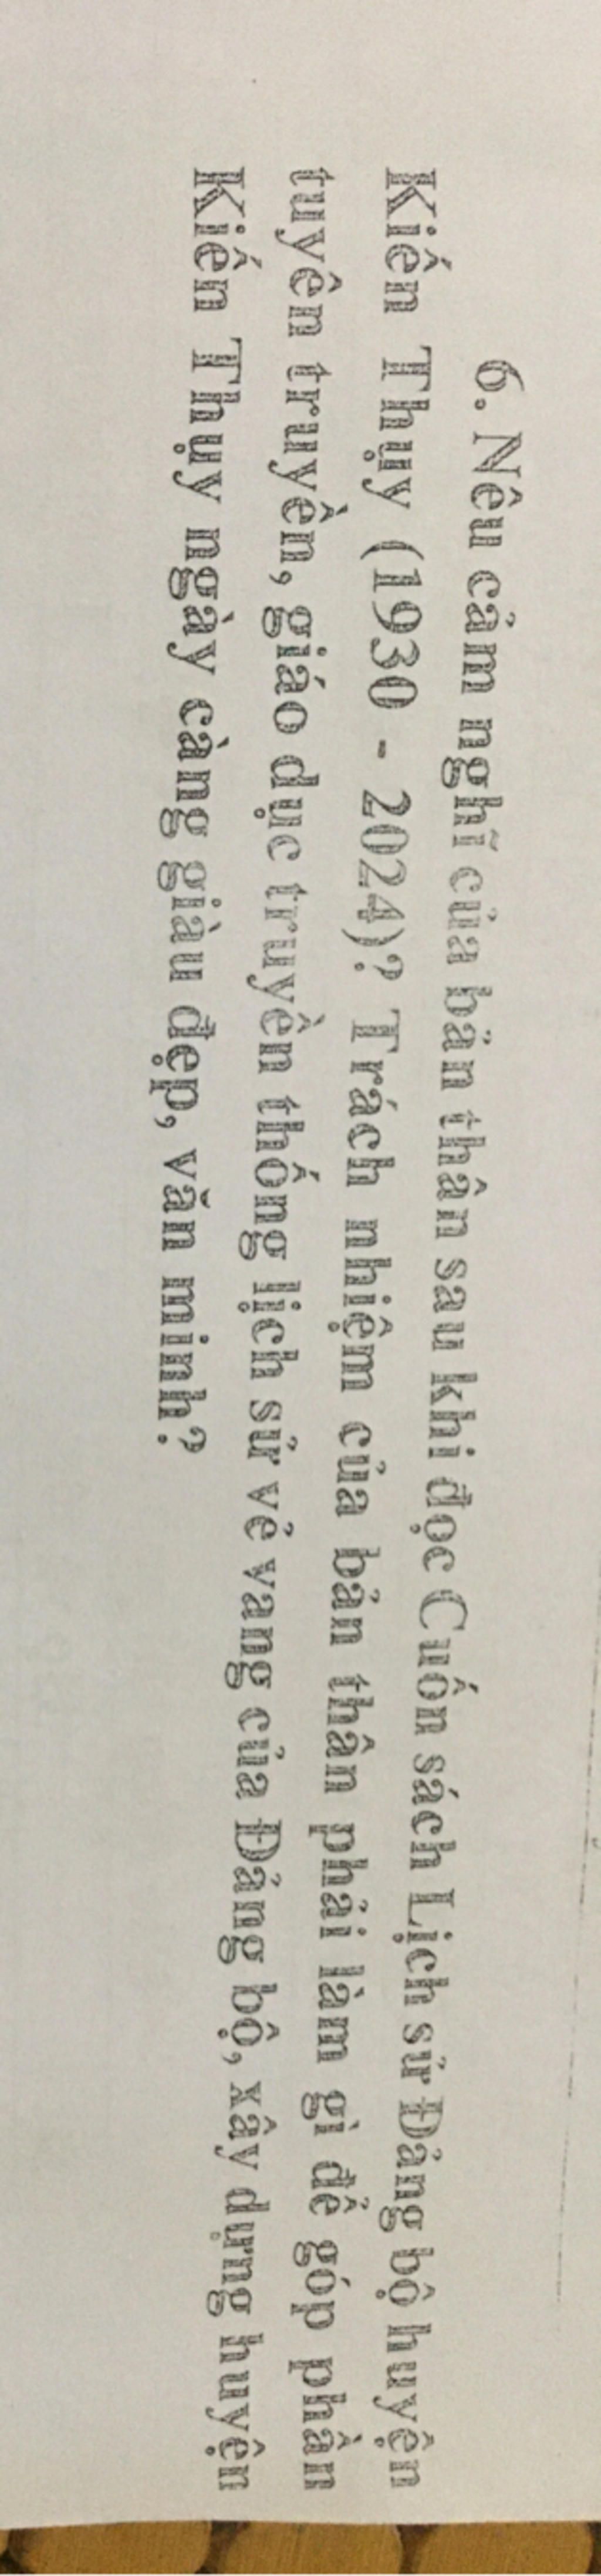 6. Nêu cảm nghĩ của bản thân sau khi đọc Cuốn sách Lịch sử Đảng bộ huyện
Kiến Thụy (1930 - 2024)? Trách nhiệm của bản thân phải làm gì để góp phần
tuyên truyền, giáo dục truyền thống lịch sử vẻ vang của Đảng bộ, xây dựng huyện
Kiến Thụy ngày càng giàu đẹp, văn minh?